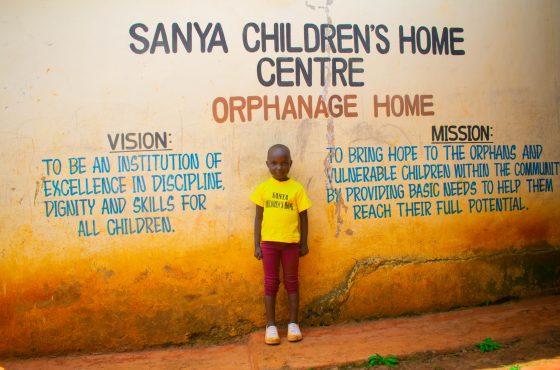 SANYA CHILDREN'S HOME
CENTRE
ORPHANAGE HOME
VISION:
TO BE AN INSTITUTION OF
EXCELLENCE IN DISCIPLINE,
DIGNITY AND SKILLS FOR
ALL CHILDREN.
MISSION:
TO BRING HOPE TO THE ORPHANS AND
VULNERABLE CHILDREN WITHIN THE COMMUNIT
BY PROVIDING BASIC NEEDS TO HELP THEM
REACH THEIR FULL POTENTIAL.
SANYA